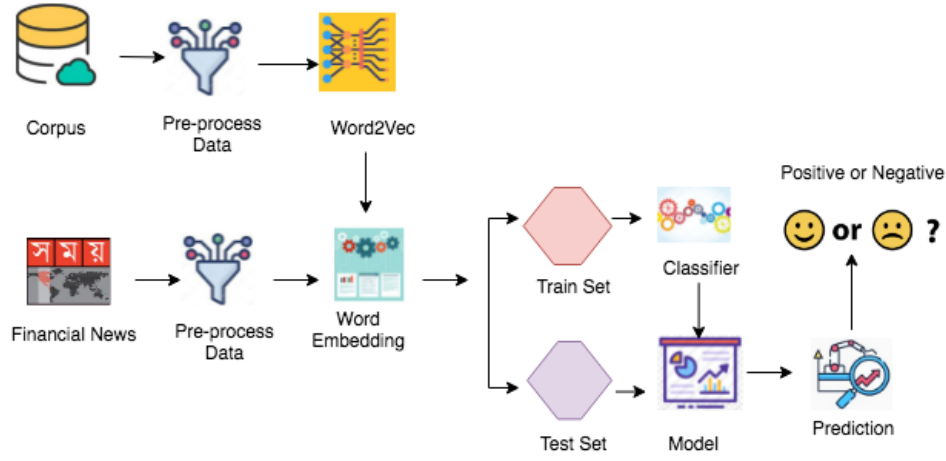 Corpus
Pre-process
Data
Word2Vec
Positive or Negative
or ?
সময়
Financial News
Pre-process
Data
Word
Embedding
Train Set
Classifier
Test Set
Model
Prediction